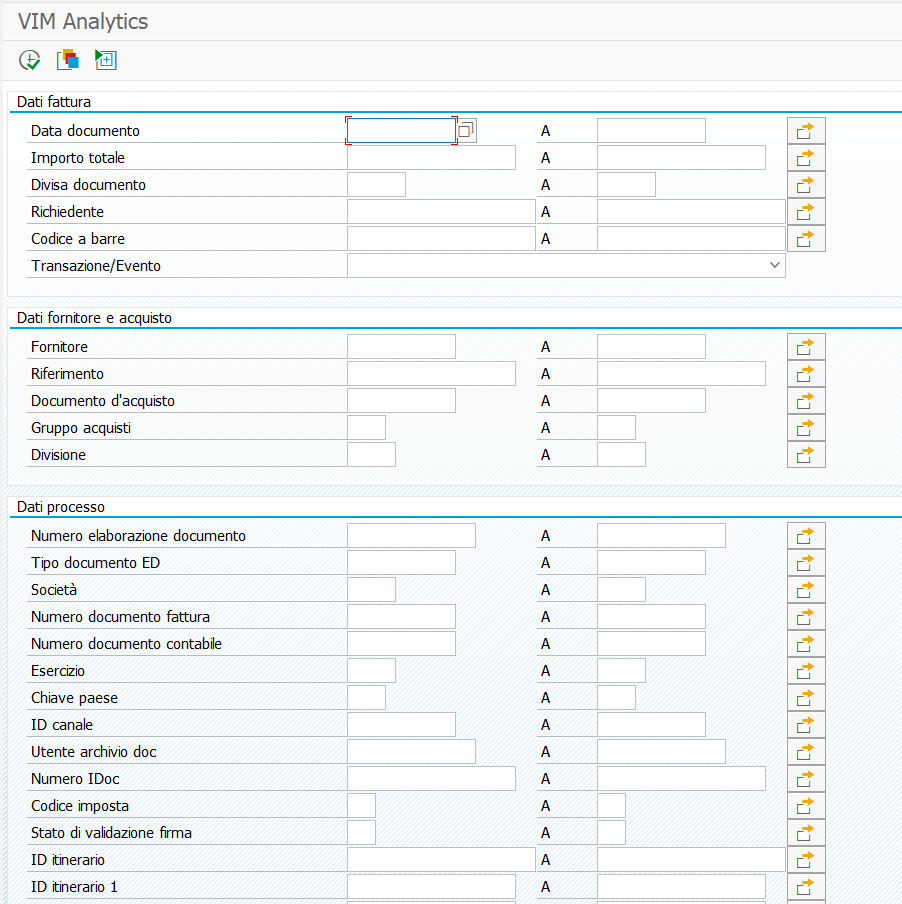 VIM Analytics
Dati fattura
Data documento A
Importo totale A
Divisa documento A
Richiedente A
Codice a barre A
Transazione/Evento
Dati fornitore e acquisto
Fornitore A
Riferimento A
Documento d'acquisto A
Gruppo acquisti A
Divisione A
Dati processo
Numero elaborazione documento A
Tipo documento ED A
Società A
Numero documento fattura A
Numero documento contabile A
Esercizio A
Chiave paese A
ID canale A
Utente archivio doc A
Numero IDoc A
Codice imposta A
Stato di validazione firma A
ID itinerario A
ID itinerario 1 A